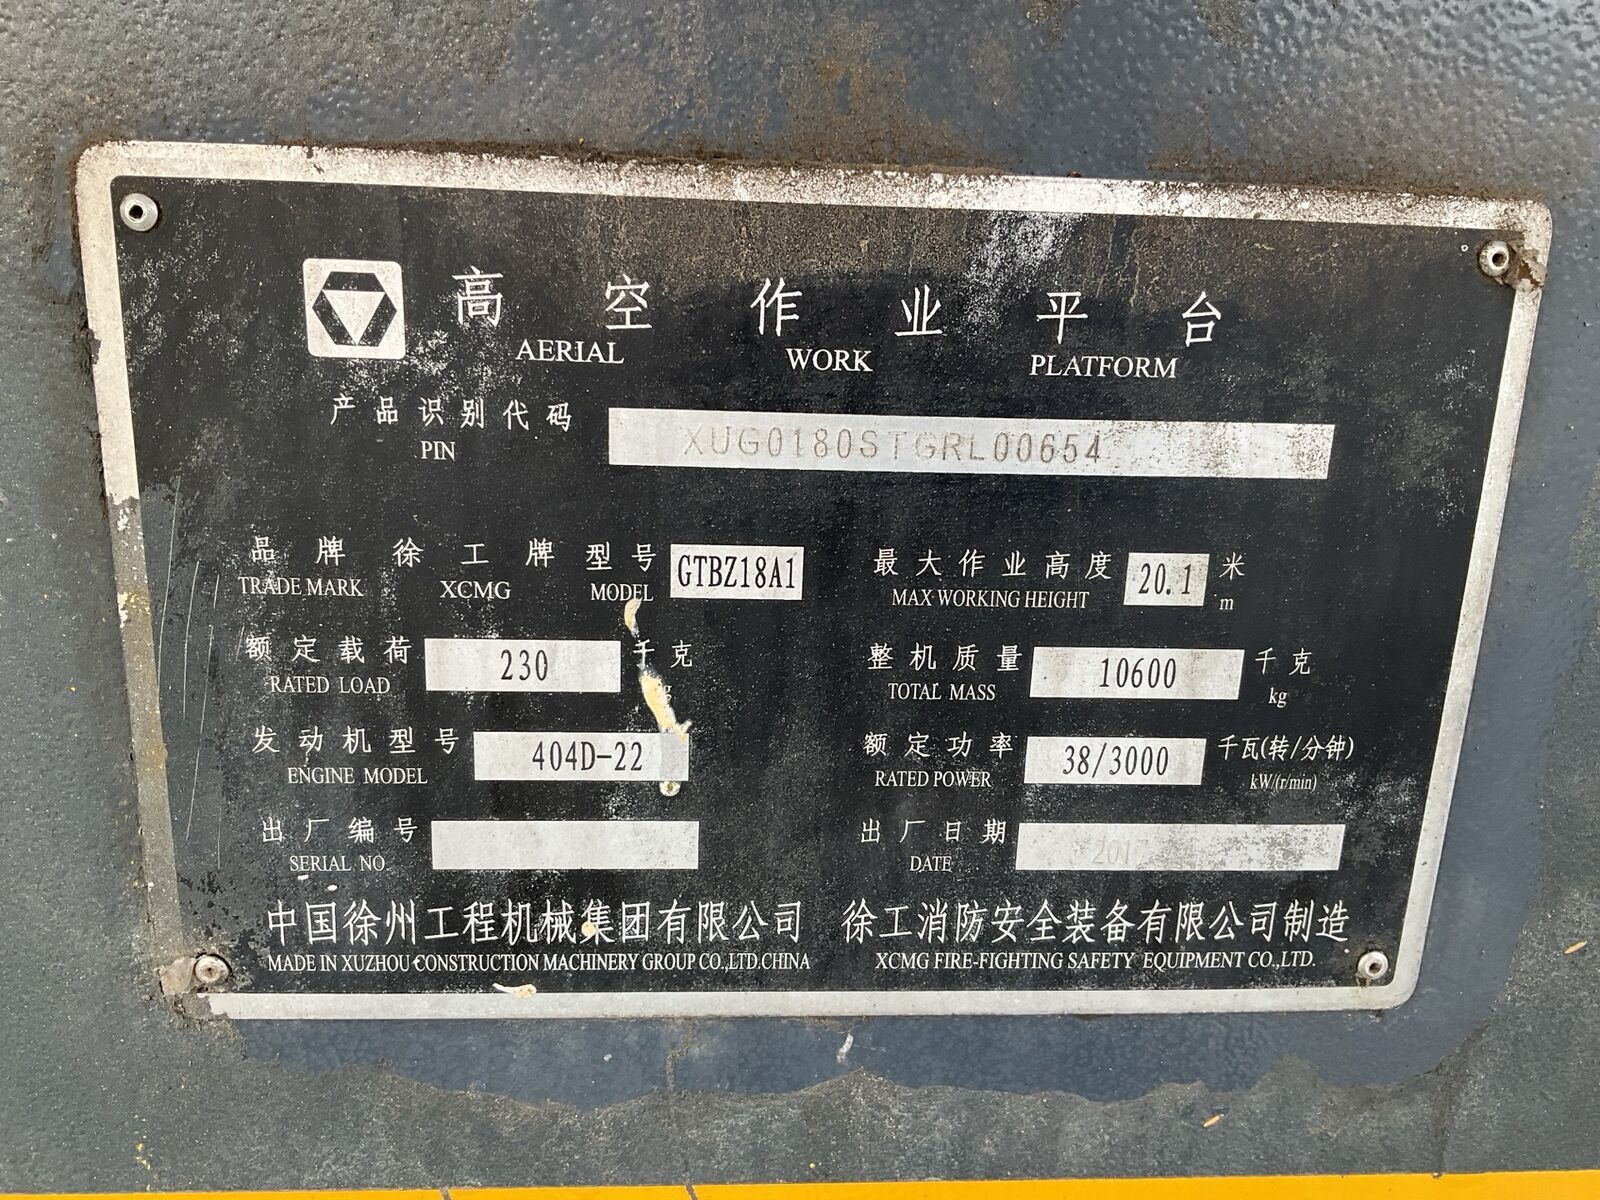 高空作业平台
AERIAL WORK PLATFORM
产品识别代码 XUG0180STGRL00654
PIN
品牌 徐工牌 型号 GTBZ18A1 最大作业高度 20.1 米
TRADE MARK XCMG MODEL MAX WORKING HEIGHT m
额定载荷 230 千克 整机质量 10600 千克
RATED LOAD TOTAL MASS kg
发动机型号 404D-22 额定功率 38/3000 千瓦(转/分钟)
ENGINE MODEL RATED POWER kW/(r/min)
出厂编号 出厂日期
SERIAL NO. DATE
中国徐州工程机械集团有限公司 徐工消防安全装备有限公司制造
MADE IN XUZHOU CONSTRUCTION MACHINERY GROUP CO.,LTD.CHINA XCMG FIRE-FIGHTING SAFETY EQUIPMENT CO.,LTD.